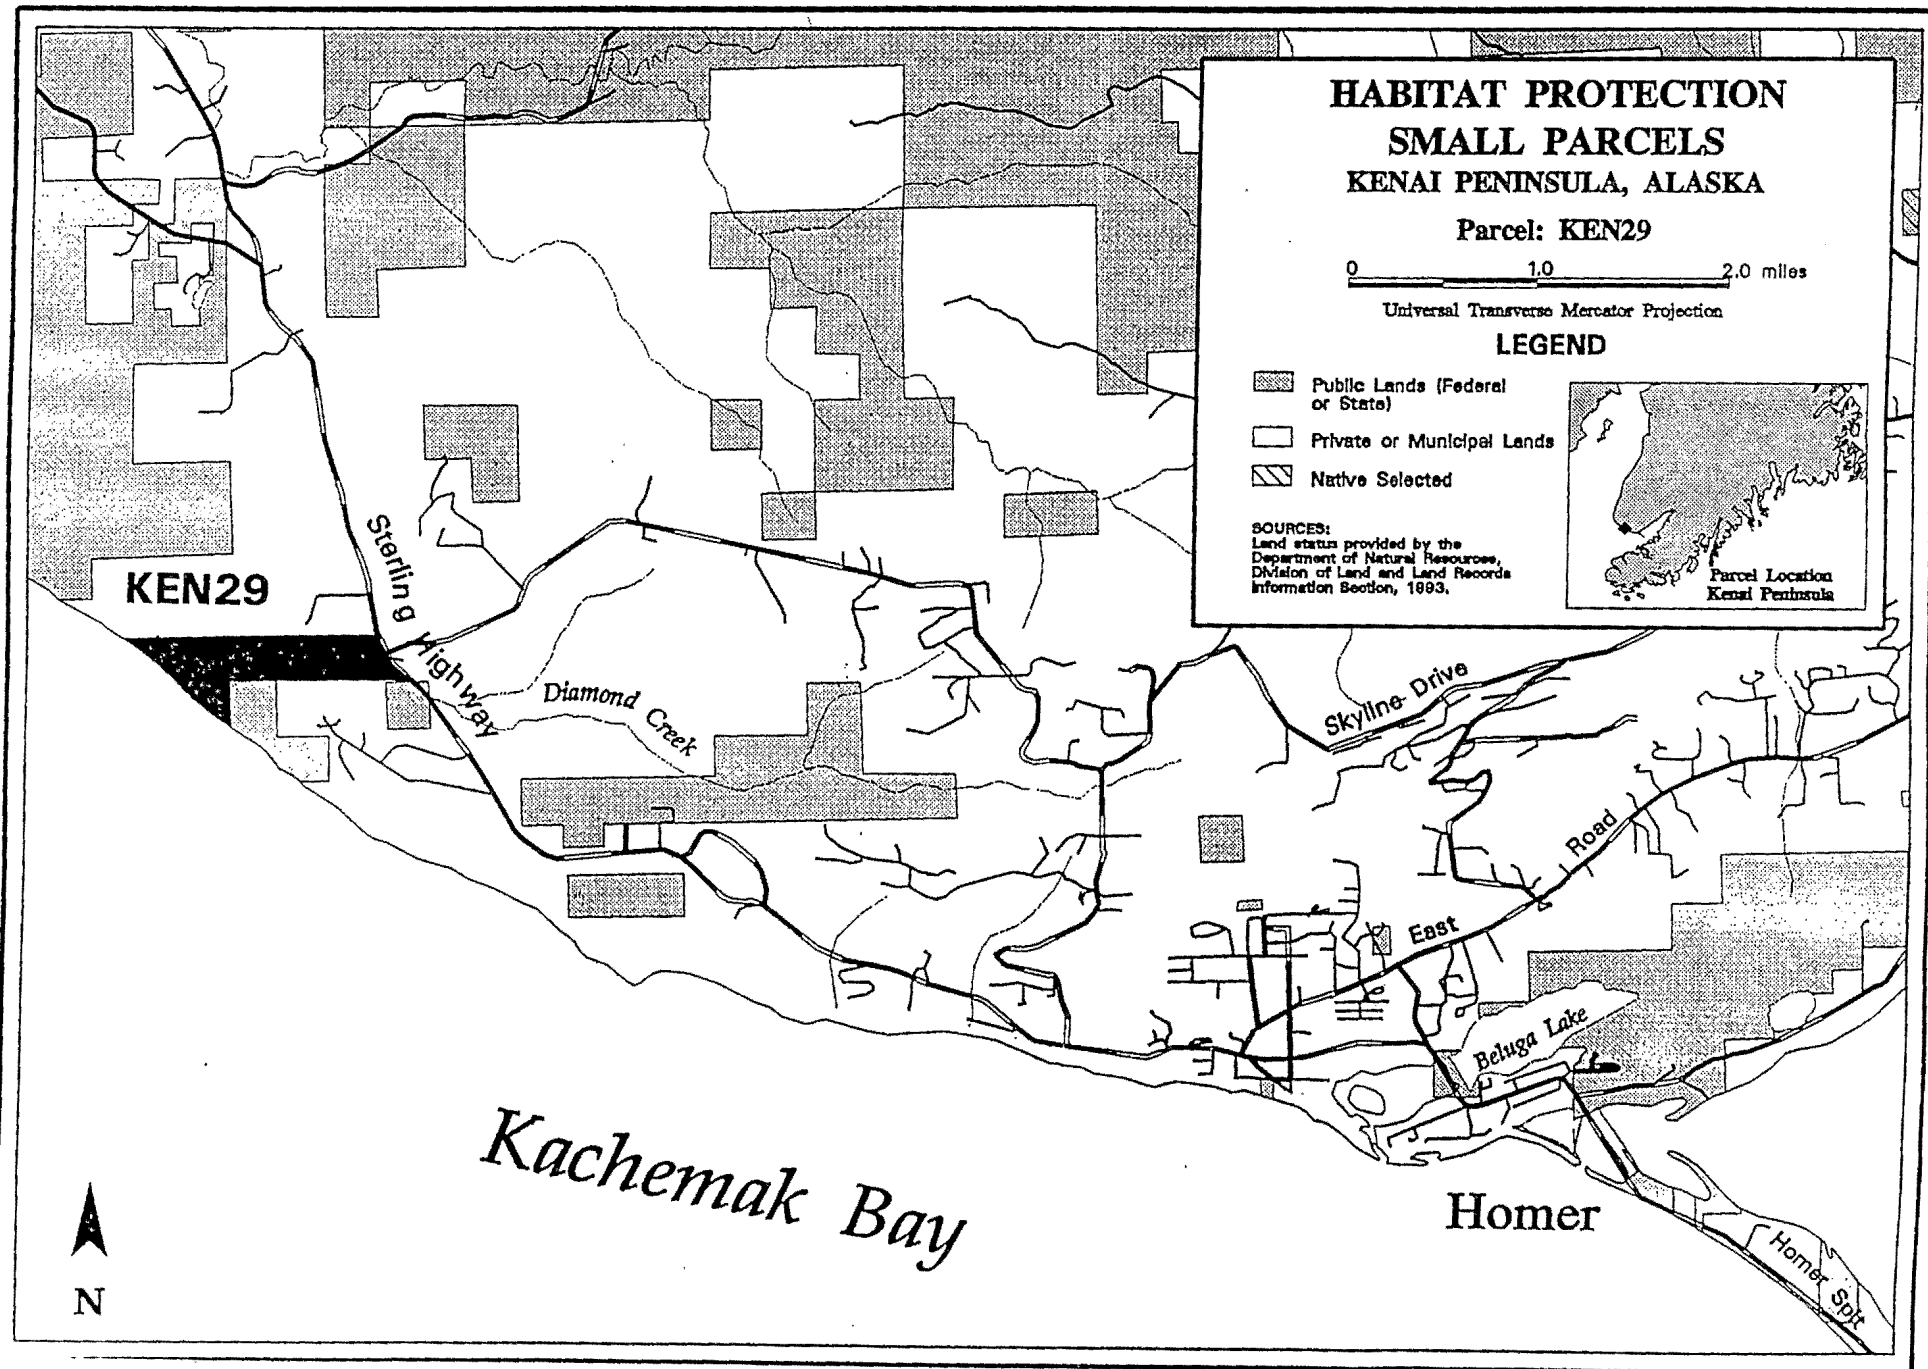 HABITAT PROTECTION
SMALL PARCELS
KENAI PENINSULA, ALASKA
Parcel: KEN29
0 1.0 2.0 miles
Universal Transverse Mercator Projection
LEGEND
Public Lands (Federal
or State)
Private or Municipal Lands
Native Selected
SOURCES:
Land status provided by the
Department of Natural Resources,
Division of Land and Land Records
Information Section, 1993.
Parcel Location
Kenai Peninsula
KEN29
Sterling Highway
Diamond Creek
Skyline Drive
East Road
Beluga Lake
Kachemak Bay
Homer
Homer Spit
N